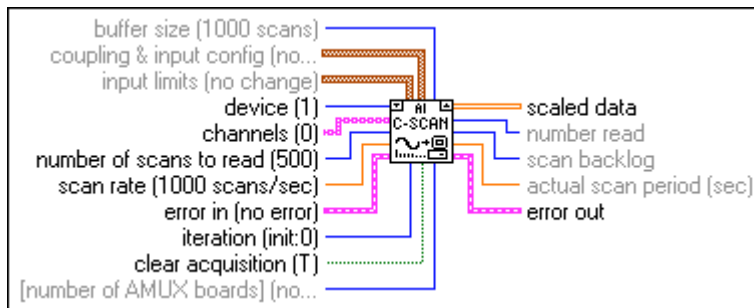 buffer size (1000 scans)
coupling & input config (no...
input limits (no change)
device (1)
channels (0)
number of scans to read (500)
scan rate (1000 scans/sec)
error in (no error)
iteration (init:0)
clear acquisition (T)
[number of AMUX boards] (no...
AI
C-SCAN
scaled data
number read
scan backlog
actual scan period (sec)
error out